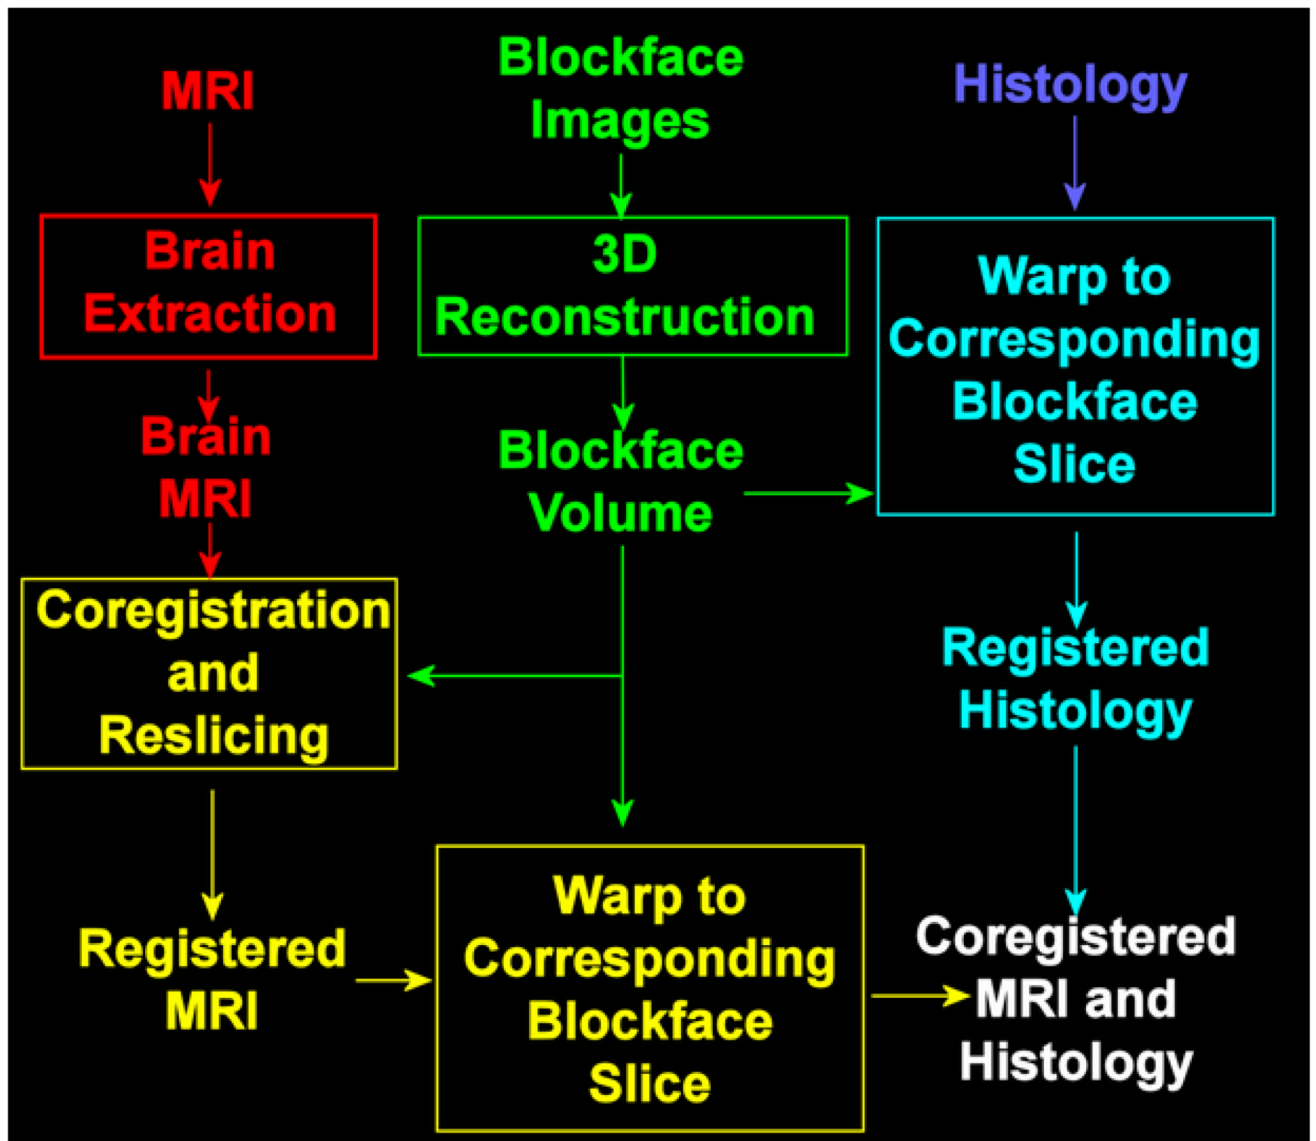 MRI
Brain
Extraction
Brain
MRI
Coregistration
and
Reslicing
Registered
MRI
Blockface
Images
3D
Reconstruction
Blockface
Volume
Warp to
Corresponding
Blockface
Slice
Histology
Warp to
Corresponding
Blockface
Slice
Registered
Histology
Coregistered
MRI and
Histology